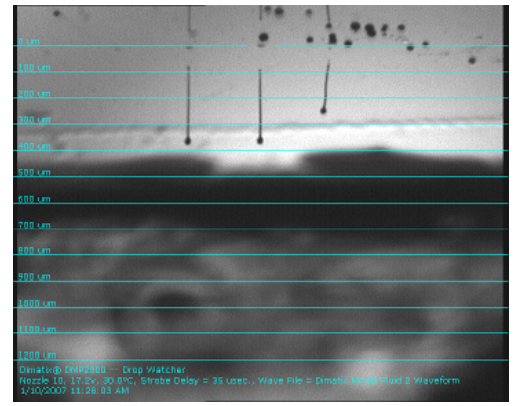 0 um
100 um
200 um
300 um
400 um
500 um
600 um
700 um
800 um
900 um
1000 um
1100 um
1200 um
Dimatix® DMP2800 -- Drop Watcher
Nozzle 10, 17.2v, 30.0ºC, Strobe Delay = 35 usec., Wave File = Dimatix Model Fluid 2 Waveform
1/10/2007 11:28:03 AM